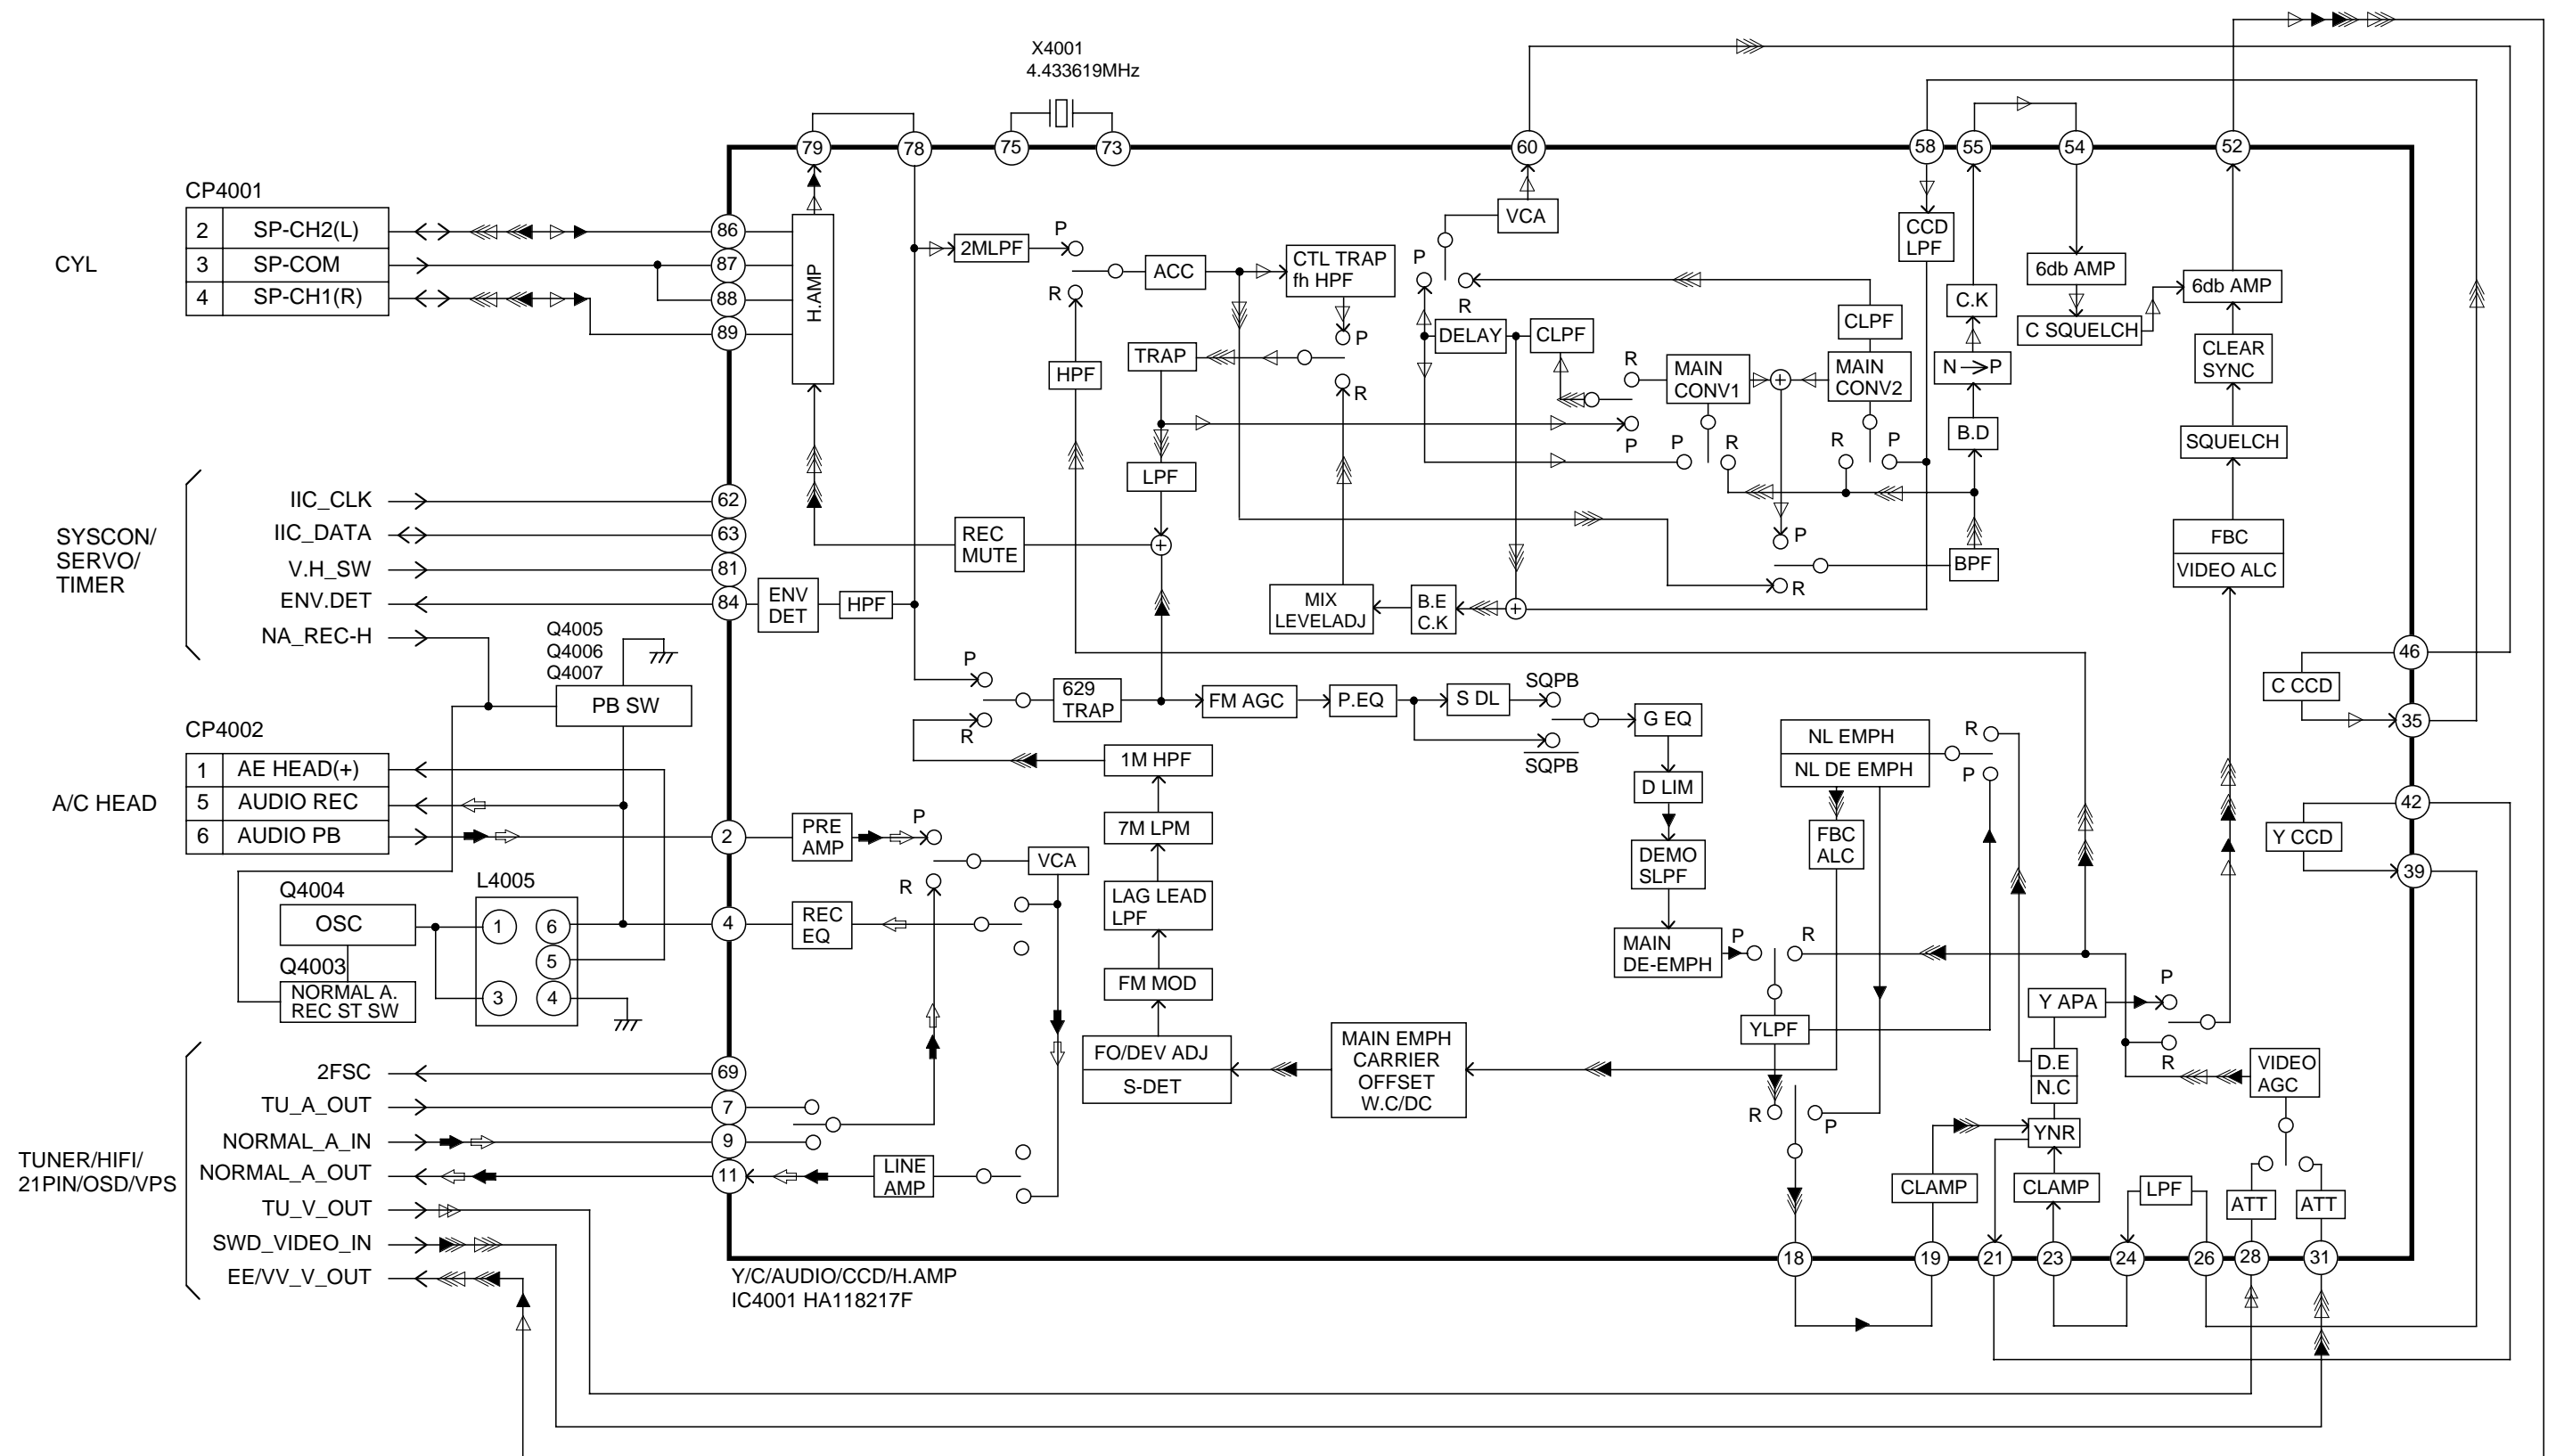 X4001
4.433619MHz
79
78
75
73
60
58
55
54
52
CP4001
2 SP-CH2(L)
3 SP-COM
4 SP-CH1(R)
CYL
86
87
88
89
H.AMP
2MLPF
P
R
ACC
CTL TRAP
fh HPF
P
R
VCA
P
R
CCD
LPF
6db AMP
6db AMP
C SQUELCH
C.K
CLEAR
SYNC
HPF
TRAP
DELAY
CLPF
CLPF
R
P
MAIN
CONV1
+
MAIN
CONV2
N → P
B.D
P
R
R
P
SQUELCH
LPF
SYSCON/
SERVO/
TIMER
IIC_CLK
IIC_DATA
V.H_SW
ENV.DET
NA_REC-H
62
63
81
84
ENV
DET
HPF
REC
MUTE
+
P
R
BPF
FBC
VIDEO ALC
MIX
LEVELADJ
B.E
C.K
+
Q4005
Q4006
Q4007
PB SW
46
C CCD
35
P
R
629
TRAP
FM AGC
P.EQ
S DL
SQPB
SQPB
G EQ
D LIM
DEMO
SLPF
MAIN
DE-EMPH
P
R
NL EMPH
NL DE EMPH
R
P
FBC
ALC
CP4002
1 AE HEAD(+)
5 AUDIO REC
6 AUDIO PB
A/C HEAD
2
PRE
AMP
P
R
VCA
1M HPF
7M LPM
LAG LEAD
LPF
FM MOD
42
Y CCD
39
Q4004
OSC
Q4003
NORMAL A.
REC ST SW
L4005
1
6
5
3
4
4
REC
EQ
FO/DEV ADJ
S-DET
MAIN EMPH
CARRIER
OFFSET
W.C/DC
YLPF
R
P
Y APA
P
R
D.E
N.C
YNR
VIDEO
AGC
CLAMP
CLAMP
LPF
ATT
ATT
TUNER/HIFI/
21PIN/OSD/VPS
2FSC
TU_A_OUT
NORMAL_A_IN
NORMAL_A_OUT
TU_V_OUT
SWD_VIDEO_IN
EE/VV_V_OUT
69
7
9
11
LINE
AMP
18
19
21
23
24
26
28
31
Y/C/AUDIO/CCD/H.AMP
IC4001 HA118217F